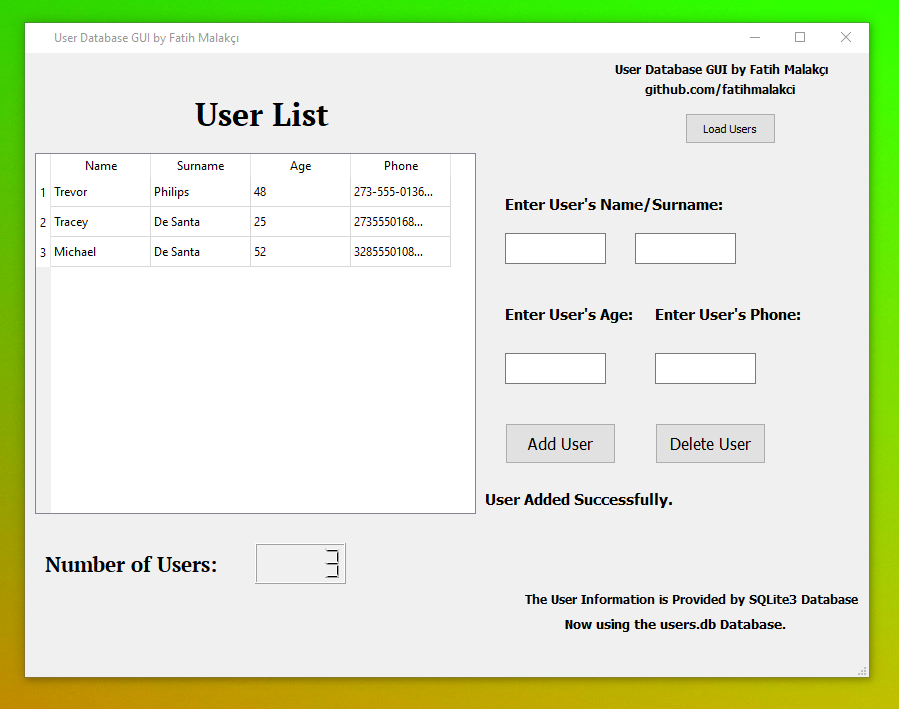 User Database GUI by Fatih Malakçı
User Database GUI by Fatih Malakçı
github.com/fatihmalakci
User List
Load Users
Name Surname Age Phone
1 Trevor Philips 48 273-555-0136...
2 Tracey De Santa 25 2735550168...
3 Michael De Santa 52 3285550108...
Enter User's Name/Surname:
Enter User's Age: Enter User's Phone:
Add User Delete User
User Added Successfully.
Number of Users: 3
The User Information is Provided by SQLite3 Database
Now using the users.db Database.